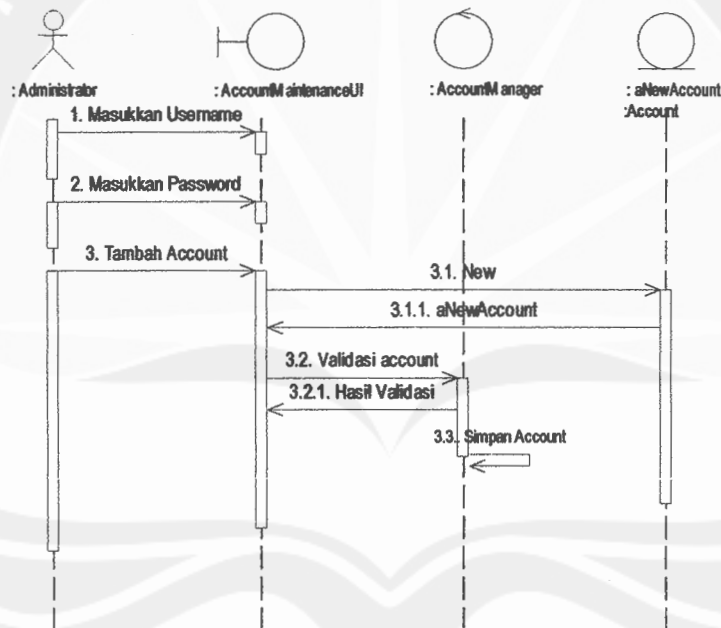 : Administrator
: AccountMaintenanceUI
: AccountManager
: aNewAccount
:Account
1. Masukkan Username
2. Masukkan Password
3. Tambah Account
3.1. New
3.1.1. aNewAccount
3.2. Validasi account
3.2.1. Hasil Validasi
3.3. Simpan Account